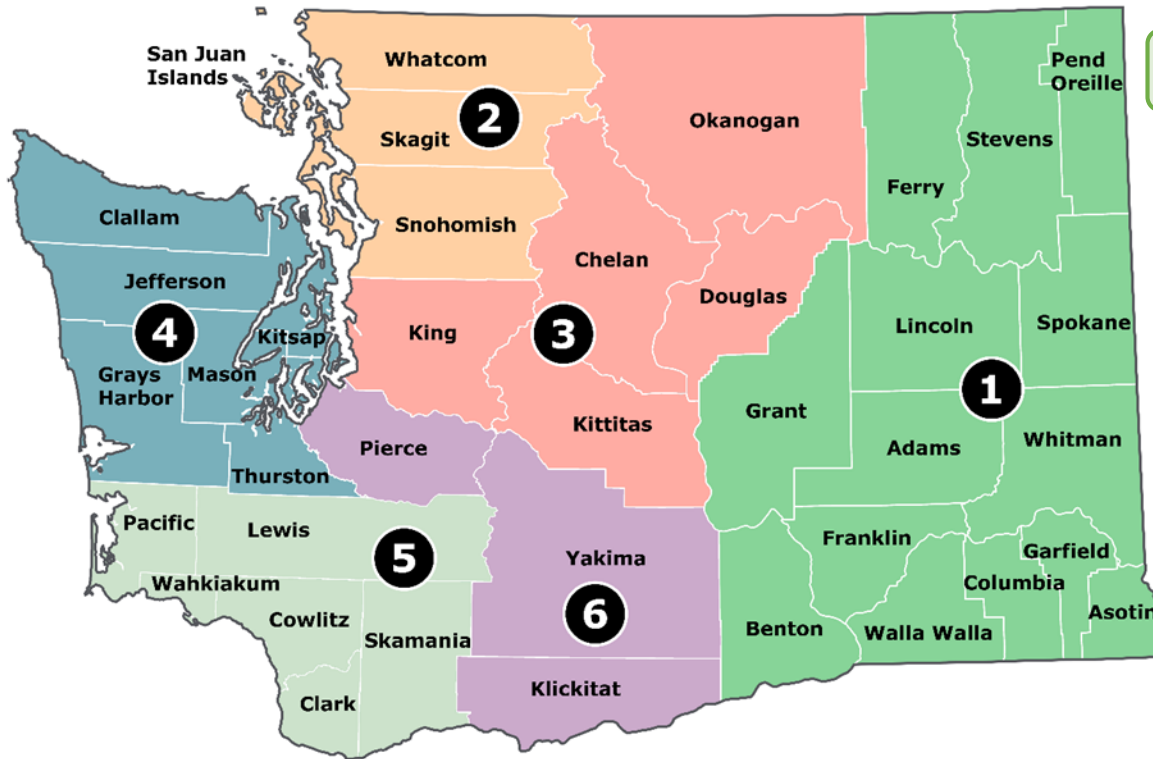 San Juan
Islands
Whatcom
Pend
Oreille
2
Okanogan
Skagit
Stevens
Ferry
Clallam
Snohomish
Chelan
Jefferson
Douglas
4
King
3
Lincoln
Spokane
Kitsap
Grays
Harbor
Mason
1
Grant
Kittitas
Whitman
Pierce
Adams
Thurston
Pacific
Lewis
5
Yakima
Franklin
Garfield
Wahkiakum
Columbia
Asotin
Cowlitz
6
Skamania
Benton
Walla Walla
Klickitat
Clark